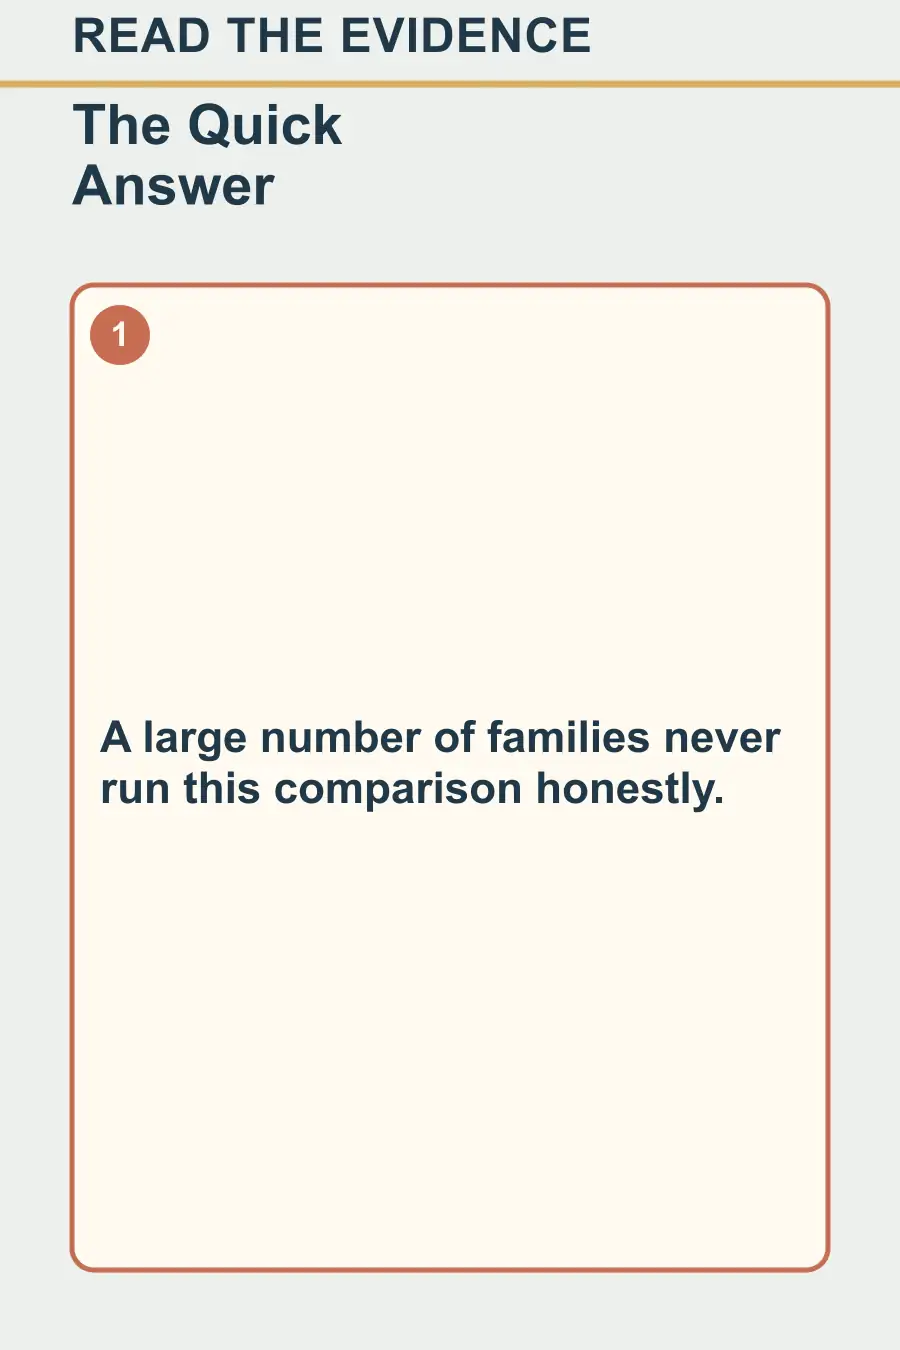 READ THE EVIDENCE
The Quick
Answer
1
A large number of families never
run this comparison honestly.